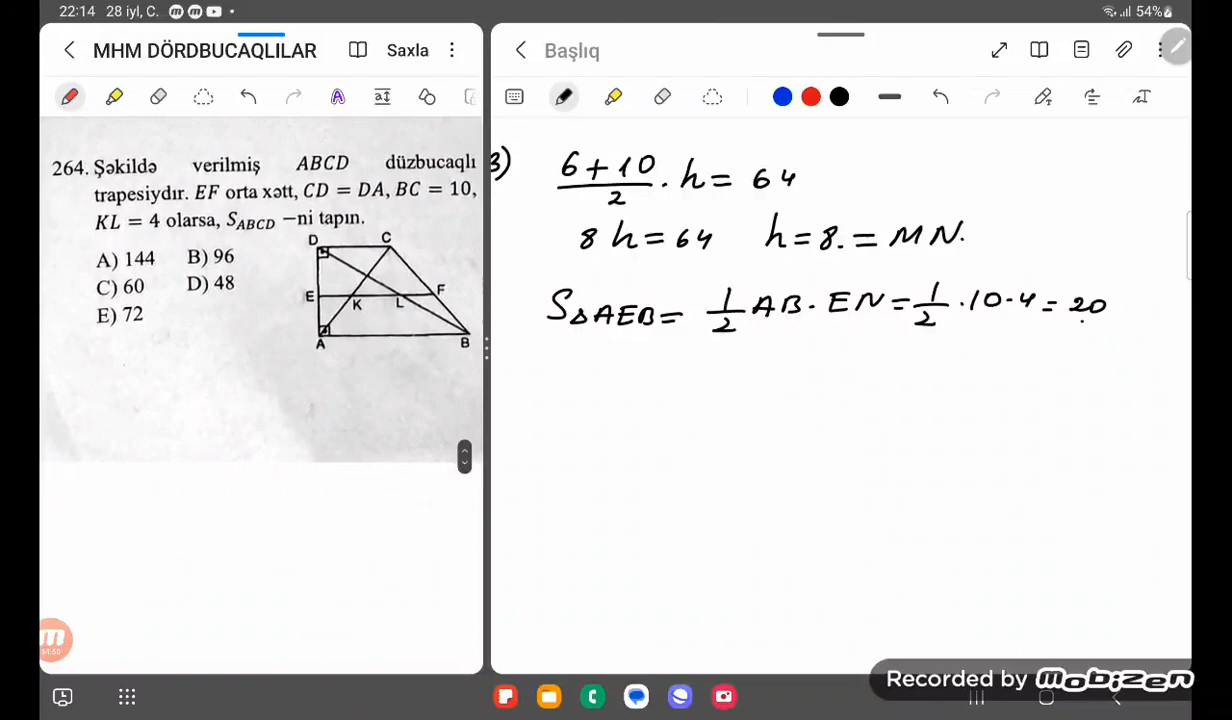 22:14 28 iyl, C.
54%
MHM DÖRDBUCAQLILAR
Saxla
Başlıq
264. Şəkildə verilmiş ABCD düzbucaqlı
trapesiydır. EF orta xətt, CD = DA, BC = 10,
KL = 4 olarsa, S_ABCD −ni tapın.
A) 144 B) 96
C) 60 D) 48
E) 72
D C
E K L F
A B
3) (6+10)/2 · h = 64
8h = 64 h = 8. = MN.
S△AEB = 1/2 AB · EN = 1/2 · 10 · 4 = 20
Recorded by mobizen